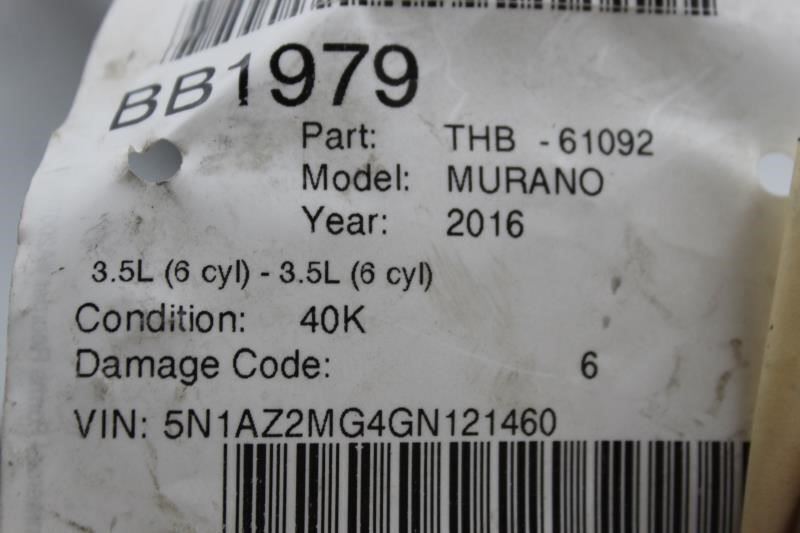 BB1979
Part: THB - 61092
Model: MURANO
Year: 2016
3.5L (6 cyl) - 3.5L (6 cyl)
Condition: 40K
Damage Code: 6
VIN: 5N1AZ2MG4GN121460